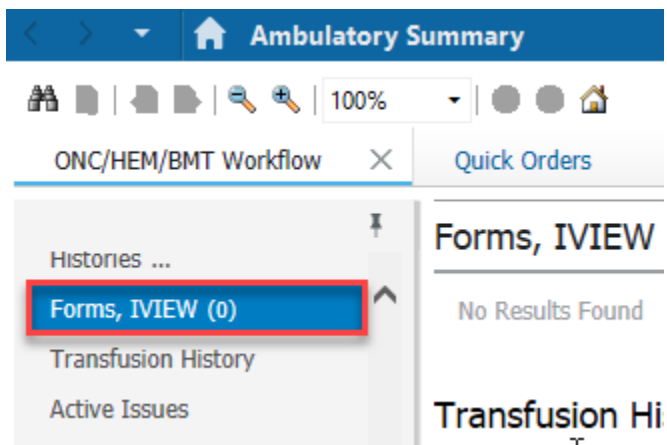 Ambulatory Summary
100%
ONC/HEM/BMT Workflow
Quick Orders
Histories ...
Forms, IVIEW (0)
Transfusion History
Active Issues
Forms, IVIEW
No Results Found
Transfusion His